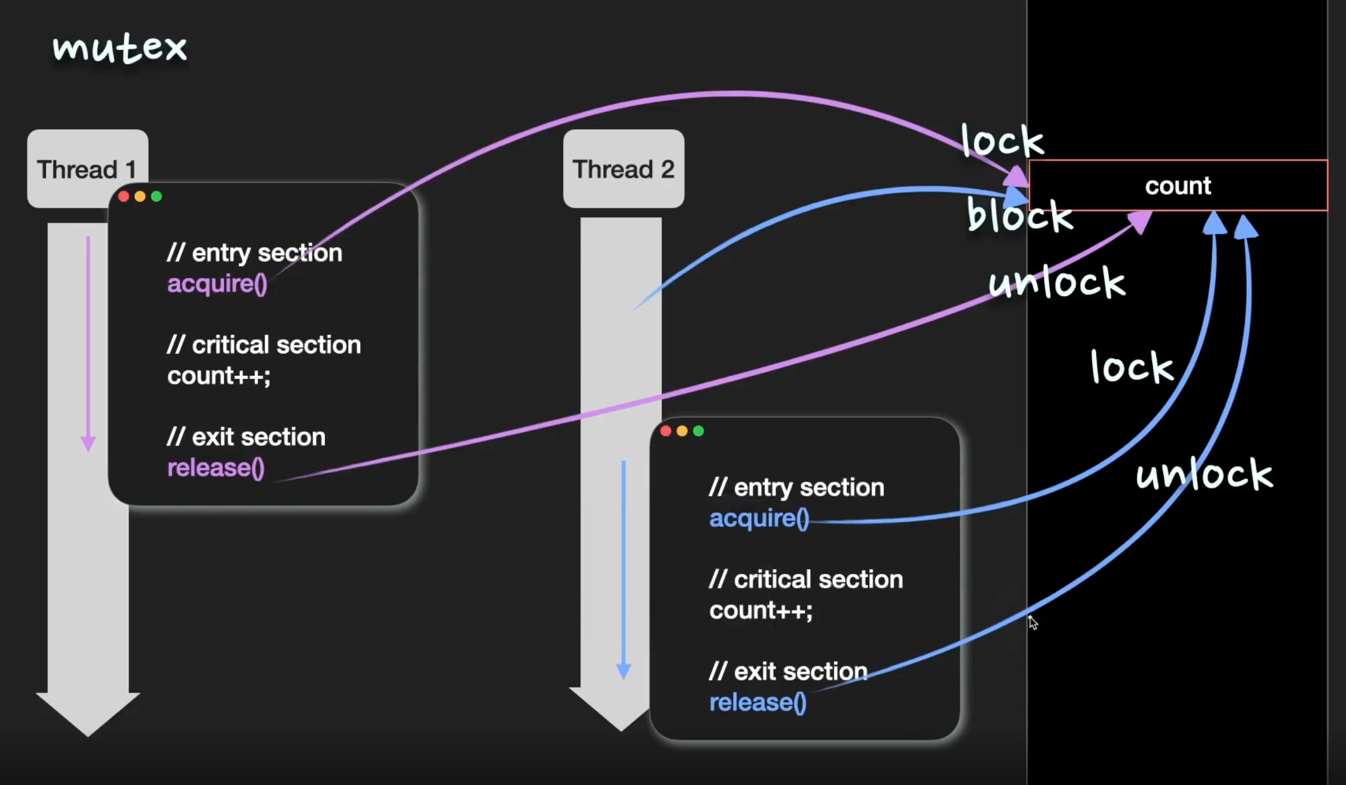 mutex
Thread 1
// entry section
acquire()
// critical section
count++;
// exit section
release()
Thread 2
// entry section
acquire()
// critical section
count++;
// exit section
release()
lock
count
block
unlock
lock
unlock